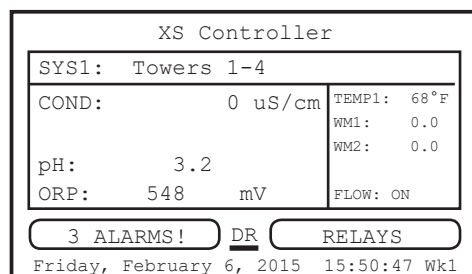 XS Controller
SYS1: Towers 1-4
COND: 0 uS/cm
pH: 3.2
ORP: 548 mV
TEMP1: 68°F
WM1: 0.0
WM2: 0.0
FLOW: ON
3 ALARMS! DR RELAYS
Friday, February 6, 2015 15:50:47 Wk1